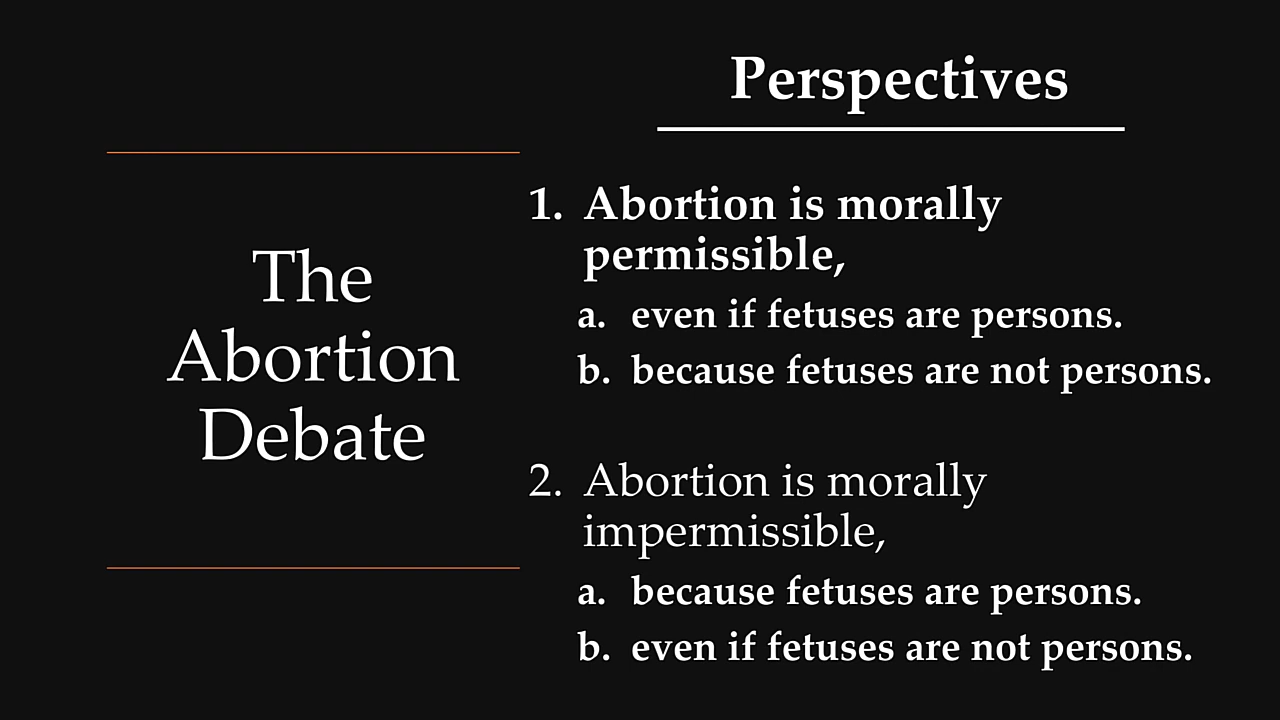 The
Abortion
Debate
Perspectives
1. Abortion is morally
permissible,
a. even if fetuses are persons.
b. because fetuses are not persons.
2. Abortion is morally
impermissible,
a. because fetuses are persons.
b. even if fetuses are not persons.